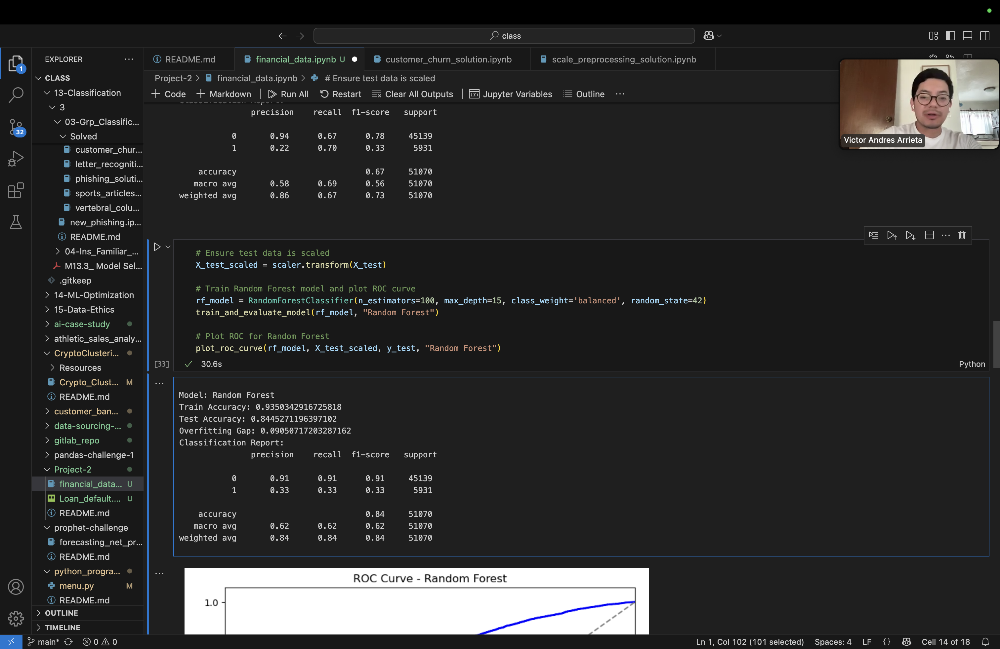 class
EXPLORER
CLASS
13-Classification
3
03-Grp_Classific...
Solved
customer_chur...
letter_recogniti...
phishing_soluti...
sports_articles...
vertebral_colu...
new_phishing.ip...
README.md
04-Ins_Familiar_...
M13.3_ Model Sel...
.gitkeep
14-ML-Optimization
15-Data-Ethics
ai-case-study
athletic_sales_analy...
CryptoClusteri...
Resources
Crypto_Clust... M
README.md
customer_ban...
data-sourcing-...
gitlab_repo
pandas-challenge-1
Project-2
financial_data... U
Loan_default.... U
README.md
prophet-challenge
forecasting_net_pr...
README.md
python_progra...
menu.py M
README.md
OUTLINE
TIMELINE
1
32
README.md financial_data.ipynb U customer_churn_solution.ipynb scale_preprocessing_solution.ipynb
Project-2 > financial_data.ipynb > # Ensure test data is scaled
+ Code + Markdown | Run All Restart Clear All Outputs | Jupyter Variables Outline ...
Victor Andres Arrieta
precision recall f1-score support
0 0.94 0.67 0.78 45139
1 0.22 0.70 0.33 5931
accuracy 0.67 51070
macro avg 0.58 0.69 0.56 51070
weighted avg 0.86 0.67 0.73 51070
# Ensure test data is scaled
X_test_scaled = scaler.transform(X_test)
# Train Random Forest model and plot ROC curve
rf_model = RandomForestClassifier(n_estimators=100, max_depth=15, class_weight='balanced', random_state=42)
train_and_evaluate_model(rf_model, "Random Forest")
# Plot ROC for Random Forest
plot_roc_curve(rf_model, X_test_scaled, y_test, "Random Forest")
[33] 30.6s Python
Model: Random Forest
Train Accuracy: 0.9350342916725818
Test Accuracy: 0.8445271196397102
Overfitting Gap: 0.09050717203287162
Classification Report:
precision recall f1-score support
0 0.91 0.91 0.91 45139
1 0.33 0.33 0.33 5931
accuracy 0.84 51070
macro avg 0.62 0.62 0.62 51070
weighted avg 0.84 0.84 0.84 51070
ROC Curve - Random Forest
1.0
main* 0 0 Ln 1, Col 102 (101 selected) Spaces: 4 LF {} Cell 14 of 18